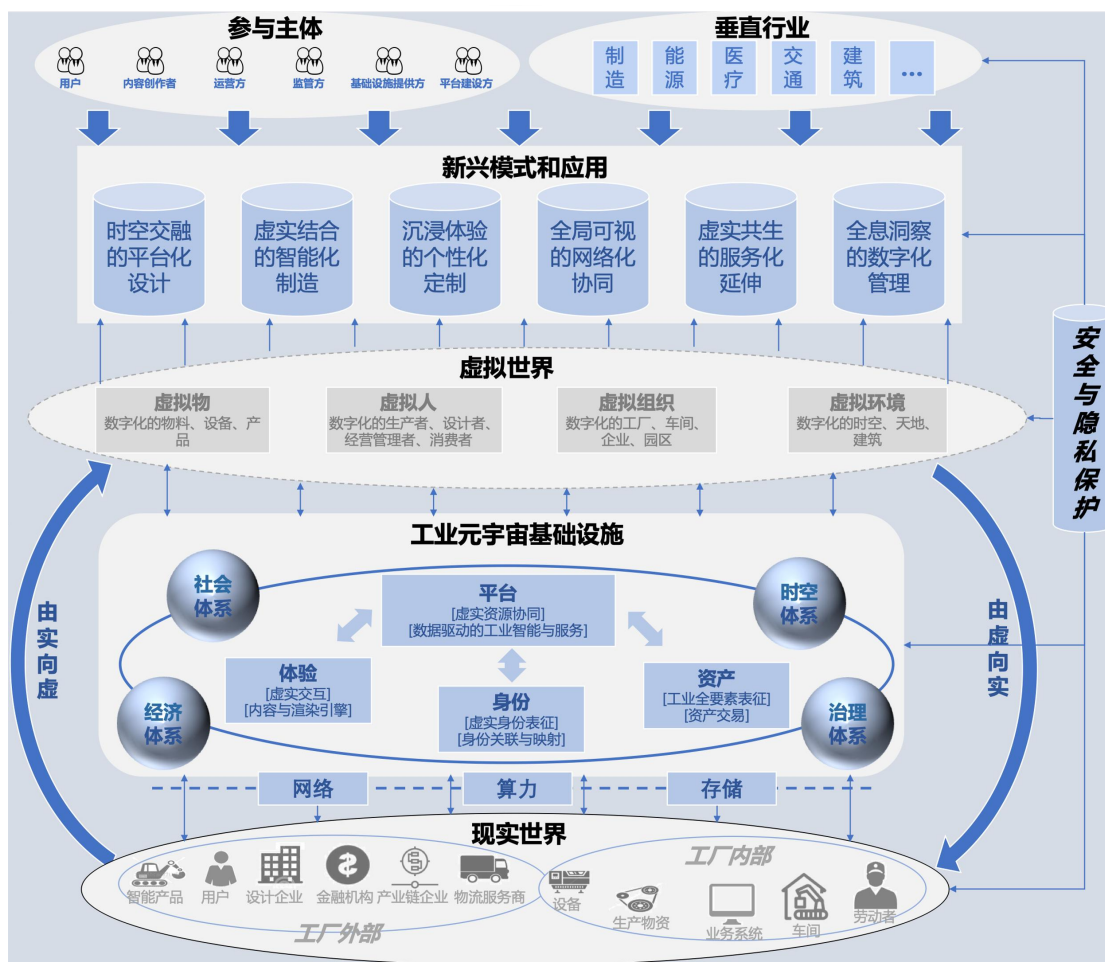 参与主体
用户
内容创作者
运营方
监管方
基础设施提供方
平台建设方
垂直行业
制造
能源
医疗
交通
建筑
...
新兴模式和应用
时空交融
的平台化
设计
虚实结合
的智能化
制造
沉浸体验
的个性化
定制
全局可视
的网络化
协同
虚实共生
的服务化
延伸
全息洞察
的数字化
管理
虚拟世界
虚拟物
数字化的物料、设备、产
品
虚拟人
数字化的生产者、设计者、
经营管理者、消费者
虚拟组织
数字化的工厂、车间、
企业、园区
虚拟环境
数字化的时空、天地、
建筑
安全与隐私保护
由实向虚
由虚向实
工业元宇宙基础设施
社会
体系
时空
体系
经济
体系
治理
体系
平台
[虚实资源协同]
[数据驱动的工业智能与服务]
体验
[虚实交互]
[内容与渲染引擎]
身份
[虚实身份表征]
[身份关联与映射]
资产
[工业全要素表征]
[资产交易]
网络
算力
存储
现实世界
智能产品
用户
设计企业
金融机构
产业链企业
物流服务商
工厂外部
工厂内部
设备
生产物资
业务系统
车间
劳动者